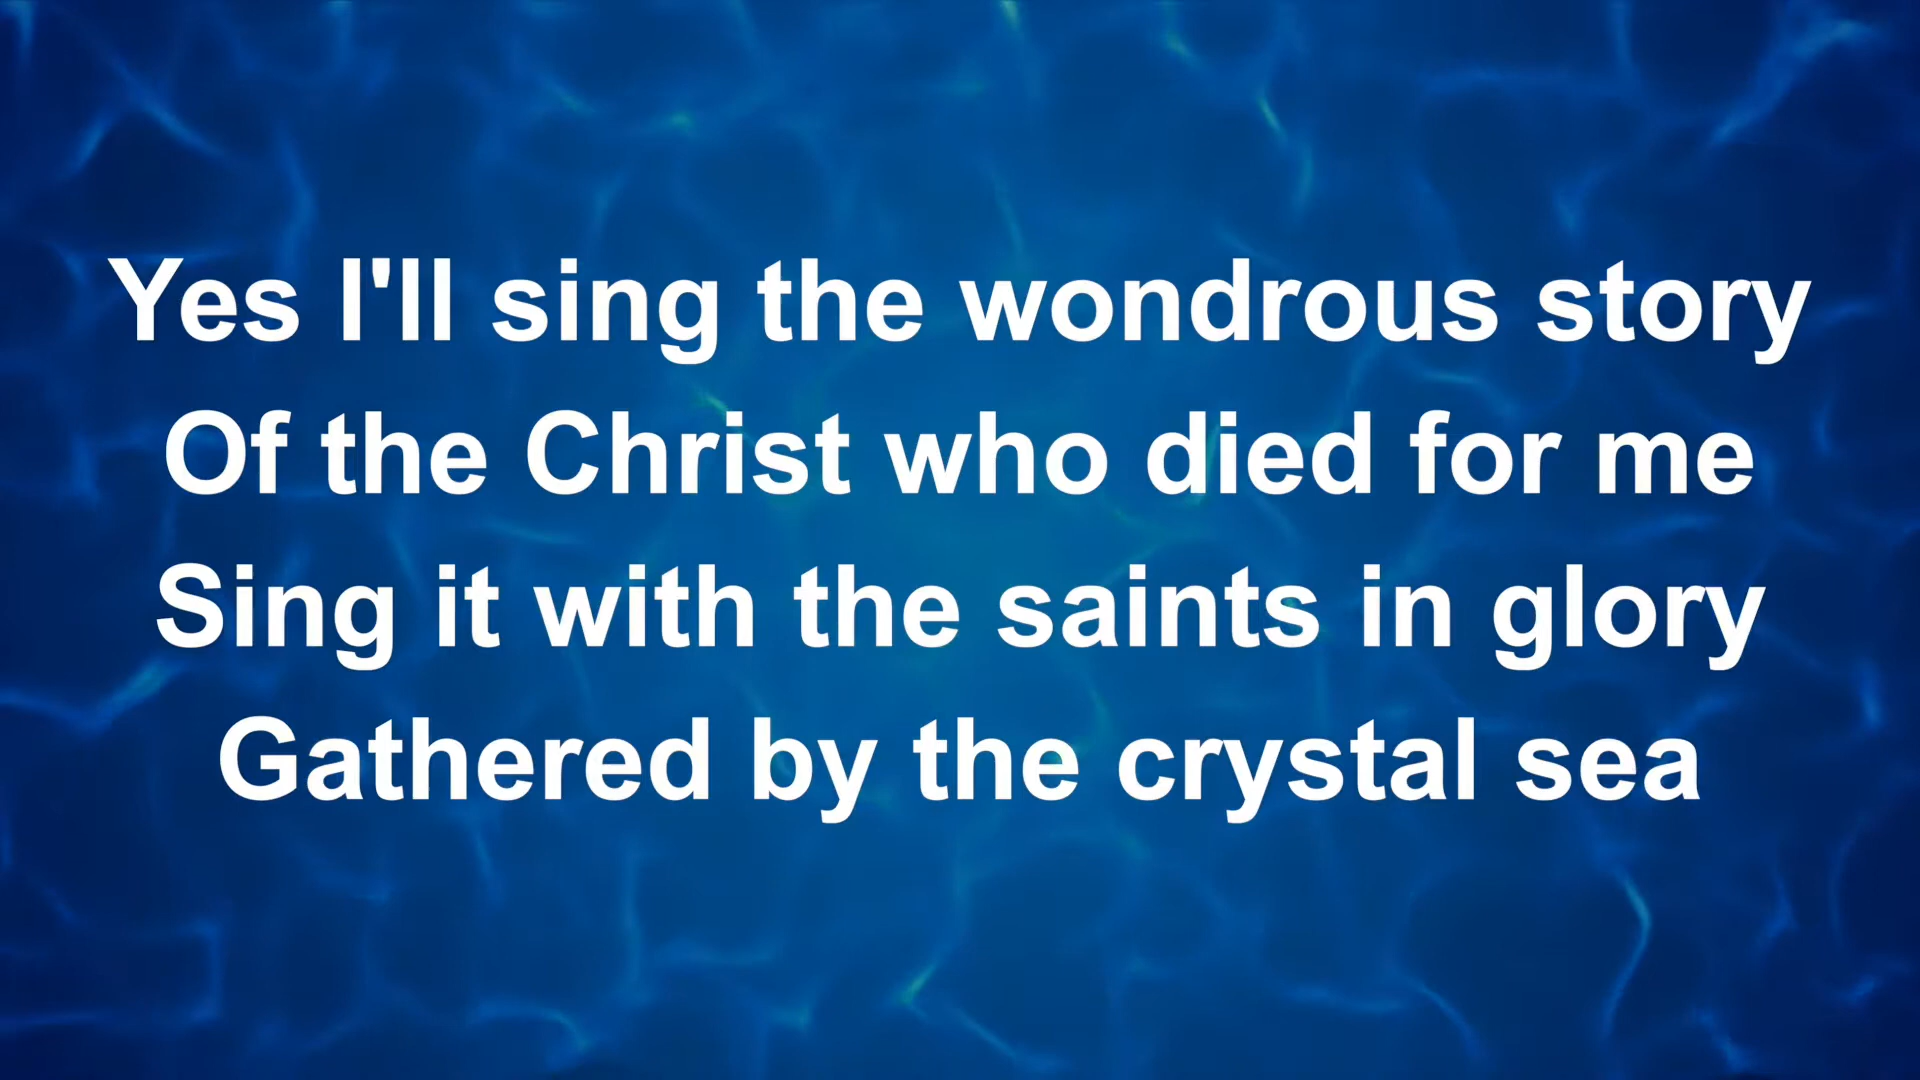 Yes I'll sing the wondrous story
Of the Christ who died for me
Sing it with the saints in glory
Gathered by the crystal sea